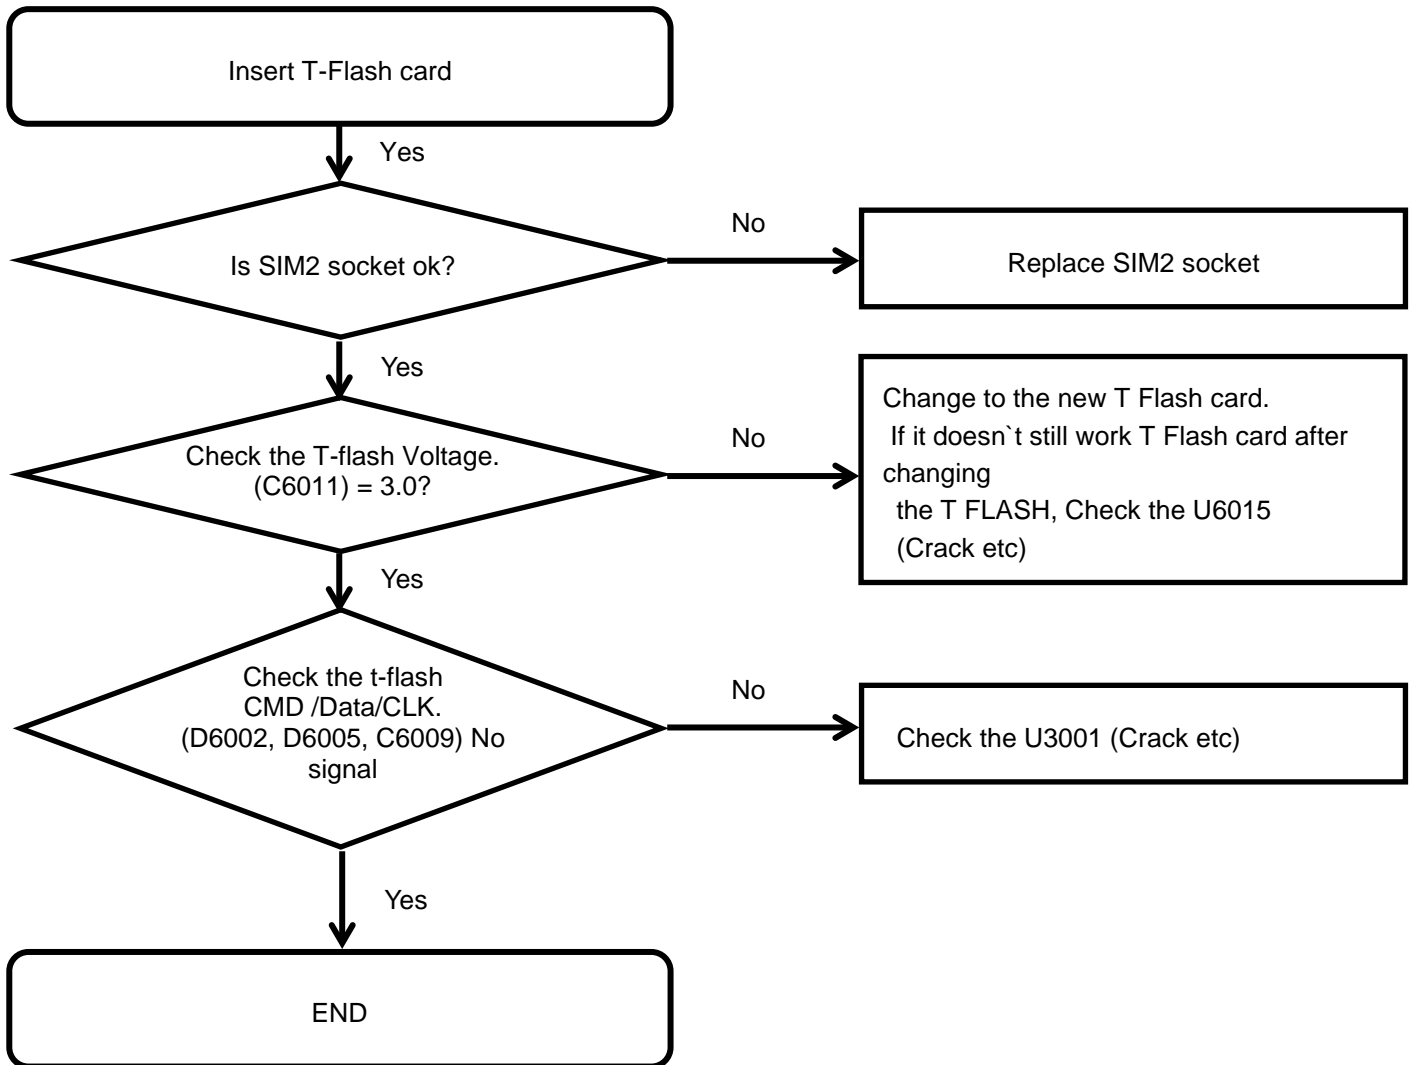 Insert T-Flash card
Yes
Is SIM2 socket ok?
No
Replace SIM2 socket
Yes
Check the T-flash Voltage.
(C6011) = 3.0?
No
Change to the new T Flash card.
If it doesn`t still work T Flash card after
changing
the T FLASH, Check the U6015
(Crack etc)
Yes
Check the t-flash
CMD /Data/CLK.
(D6002, D6005, C6009) No
signal
No
Check the U3001 (Crack etc)
Yes
END